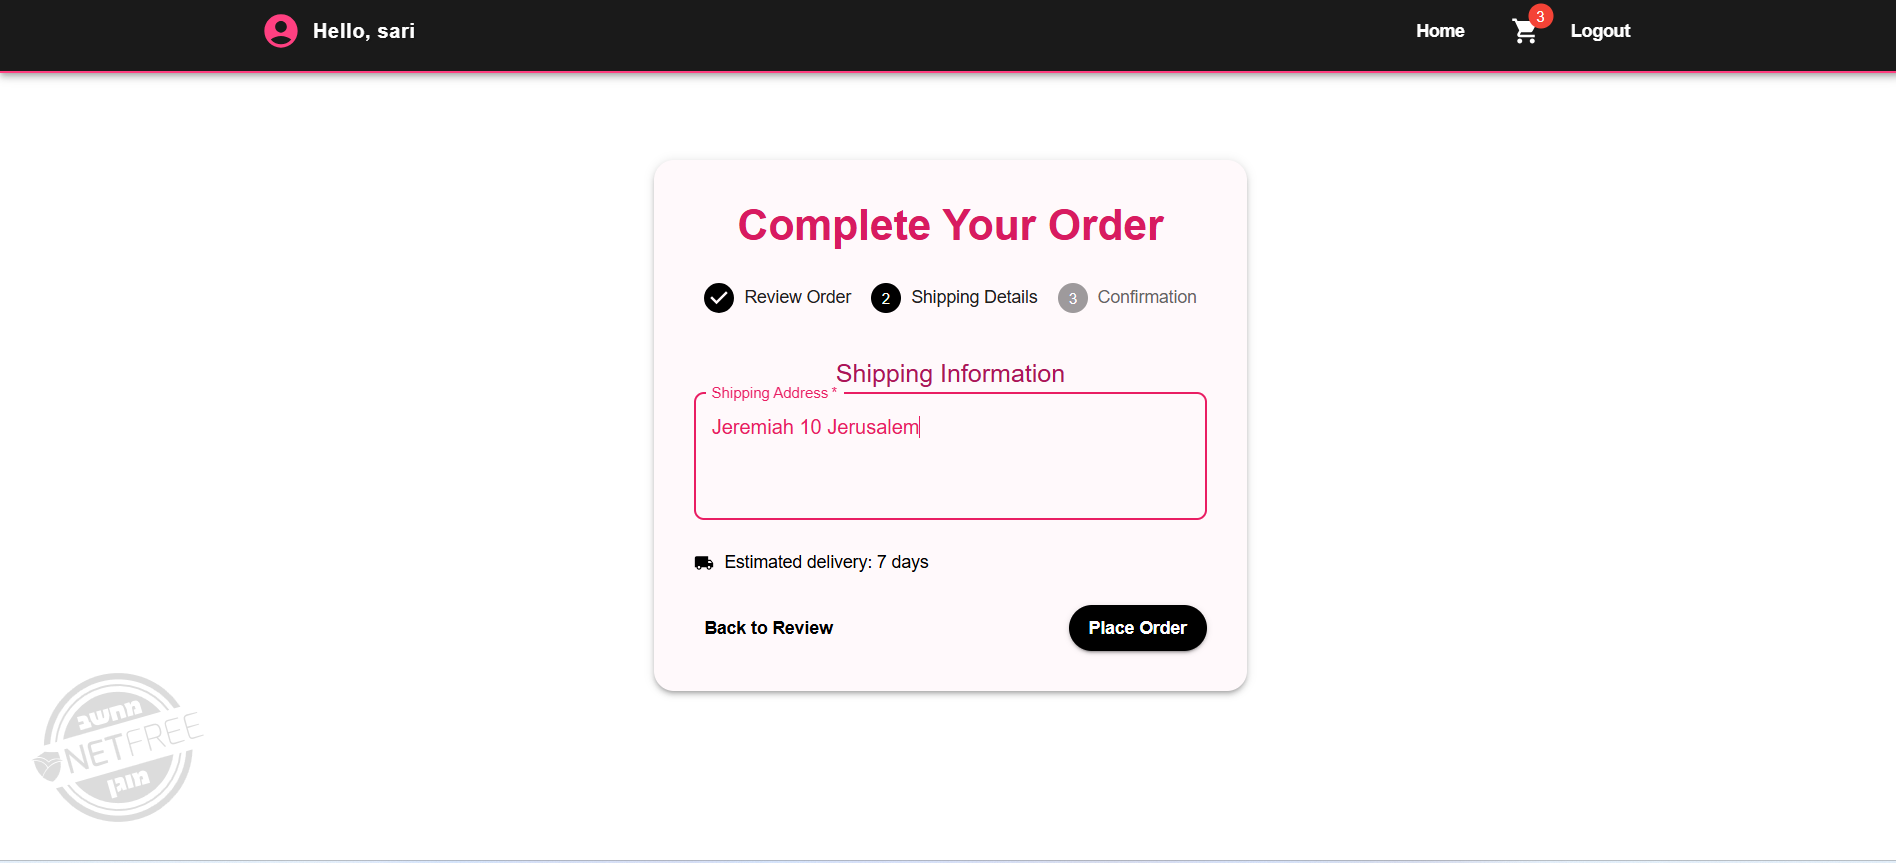 Hello, sari
Home
3
Logout
Complete Your Order
Review Order
2 Shipping Details
3 Confirmation
Shipping Information
Shipping Address *
Jeremiah 10 Jerusalem
Estimated delivery: 7 days
Back to Review
Place Order
מחשב
NETFREE
מוגן